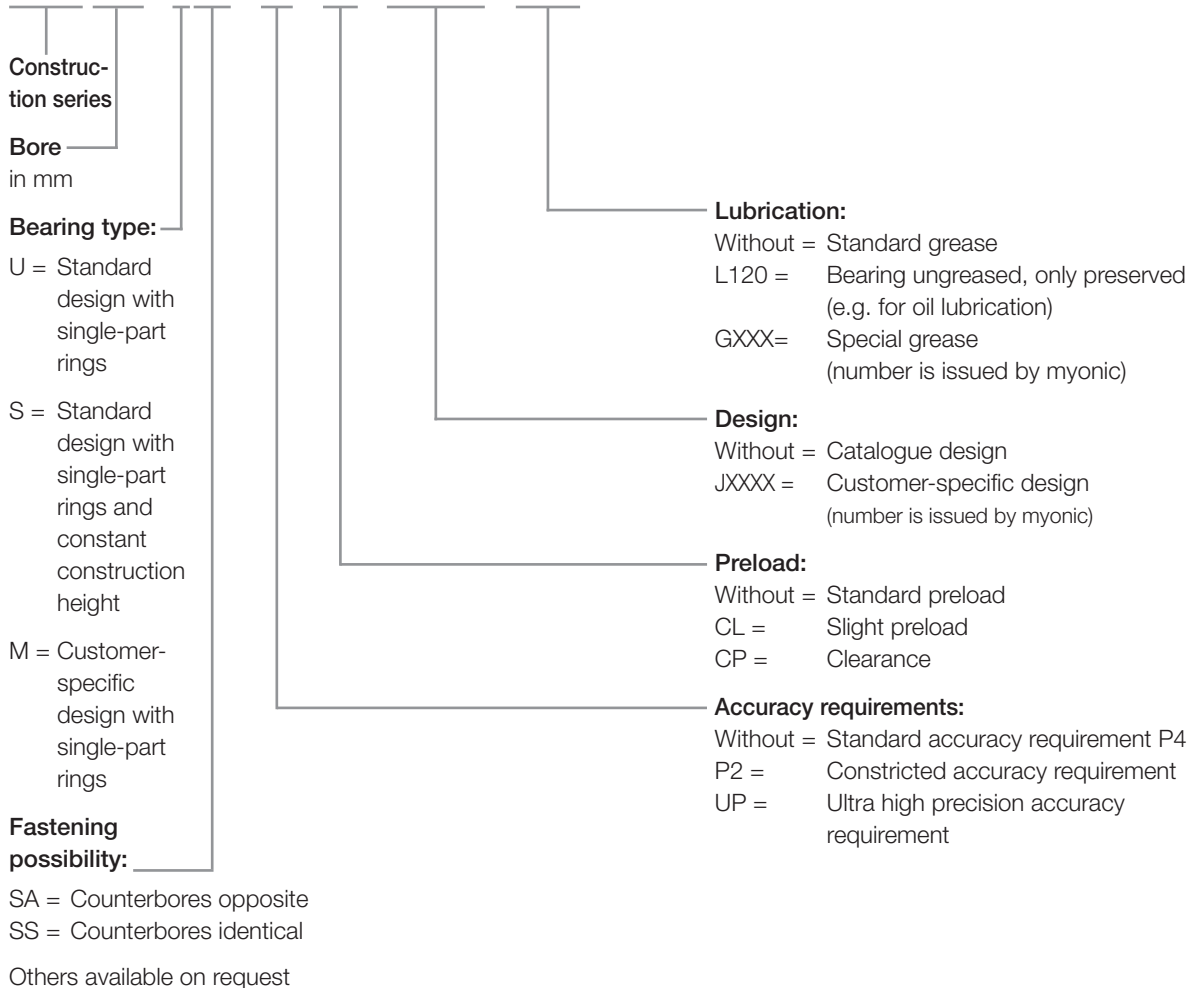 Construc-
tion series
Bore
in mm
Bearing type:
U = Standard
design with
single-part
rings
S = Standard
design with
single-part
rings and
constant
construction
height
M = Customer-
specific
design with
single-part
rings
Fastening
possibility:
SA = Counterbores opposite
SS = Counterbores identical
Others available on request
Lubrication:
Without = Standard grease
L120 = Bearing ungreased, only preserved
(e.g. for oil lubrication)
GXXX= Special grease
(number is issued by myonic)
Design:
Without = Catalogue design
JXXXX = Customer-specific design
(number is issued by myonic)
Preload:
Without = Standard preload
CL = Slight preload
CP = Clearance
Accuracy requirements:
Without = Standard accuracy requirement P4
P2 = Constricted accuracy requirement
UP = Ultra high precision accuracy
requirement